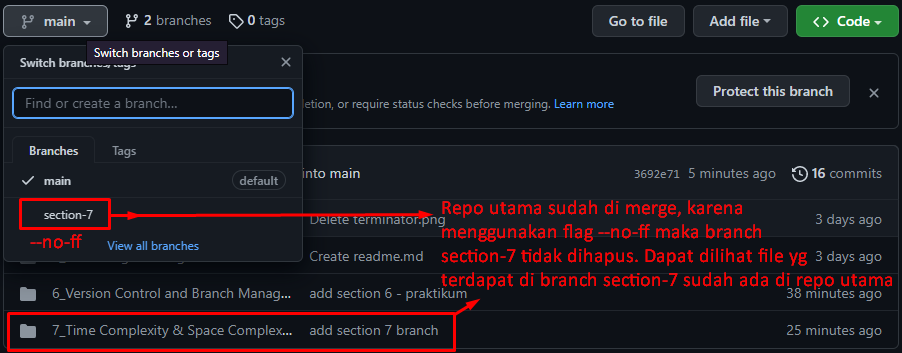 main
2 branches
0 tags
Go to file
Add file
Code
Switch branches or tags
Switch branches/tags
Find or create a branch...
etion, or require status checks before merging. Learn more
Protect this branch
Branches
Tags
main
default
into main
3692e71
5 minutes ago
16 commits
section-7
--no-ff
View all branches
Delete terminator.png
3 days ago
Create readme.md
3 days ago
Repo utama sudah di merge, karena
menggunakan flag --no-ff maka branch
section-7 tidak dihapus. Dapat dilihat file yg
terdapat di branch section-7 sudah ada di repo utama
6_Version Control and Branch Manag...
add section 6 - praktikum
38 minutes ago
7_Time Complexity & Space Complex...
add section 7 branch
25 minutes ago